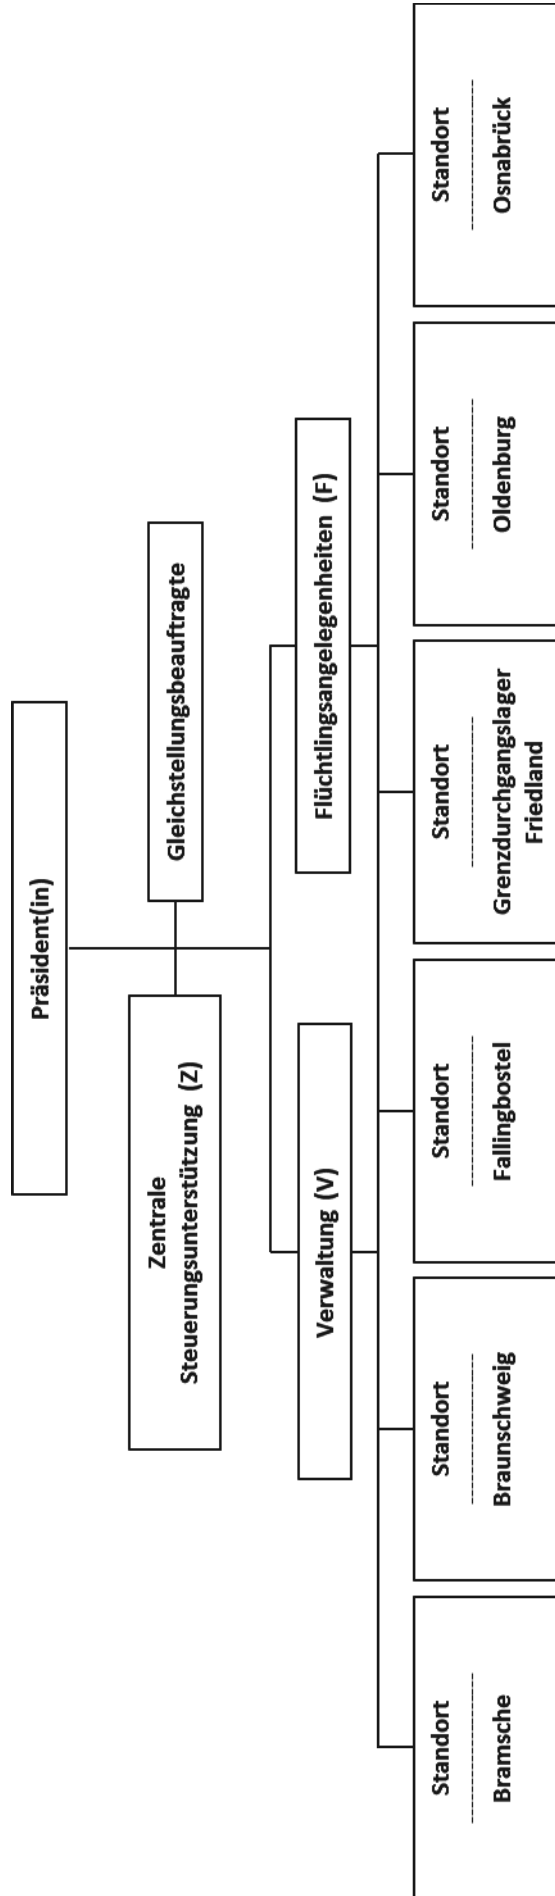 Präsident(in)
Zentrale
Steuerungsunterstützung (Z)
Gleichstellungsbeauftragte
Verwaltung (V)
Flüchtlingsangelegenheiten (F)
Standort
Bramsche
Standort
Braunschweig
Standort
Fallingbostel
Standort
Grenzdurchgangslager
Friedland
Standort
Oldenburg
Standort
Osnabrück